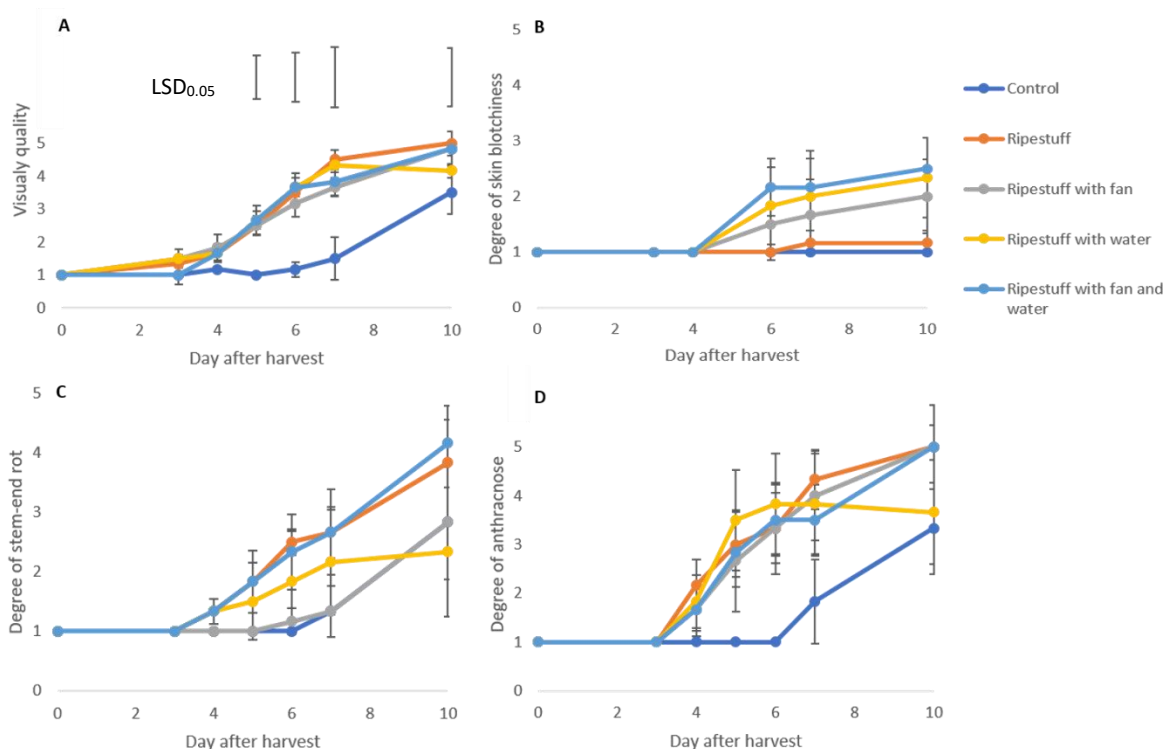 A
LSD0.05
Visualy quality
5
4
3
2
1
0
0 2 4 6 8 10
Day after harvest
B
Degree of skin blotchiness
5
4
3
2
1
0
0 2 4 6 8 10
Day after harvest
Control
Ripestuff
Ripestuff with fan
Ripestuff with water
Ripestuff with fan and
water
C
Degree of stem-end rot
5
4
3
2
1
0
0 2 4 6 8 10
Day after harvest
D
Degree of anthracnose
5
4
3
2
1
0
0 2 4 6 8 10
Day after harvest